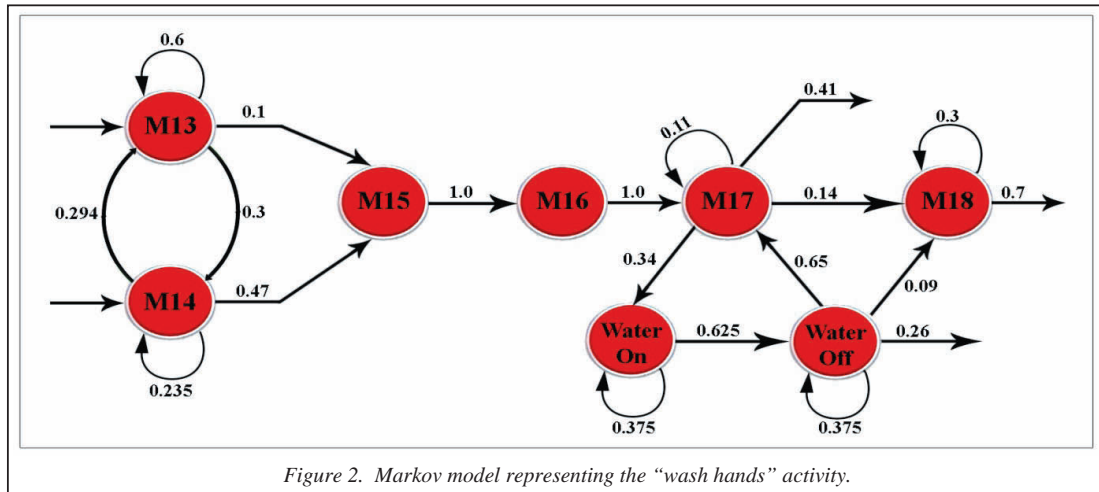 0.6
M13
0.1
0.294
0.3
M14
0.47
0.235
M15
1.0
M16
1.0
0.11
M17
0.41
0.14
0.3
M18
0.7
0.34
0.65
0.09
Water
On
0.625
Water
Off
0.26
0.375
0.375
Figure 2. Markov model representing the “wash hands” activity.